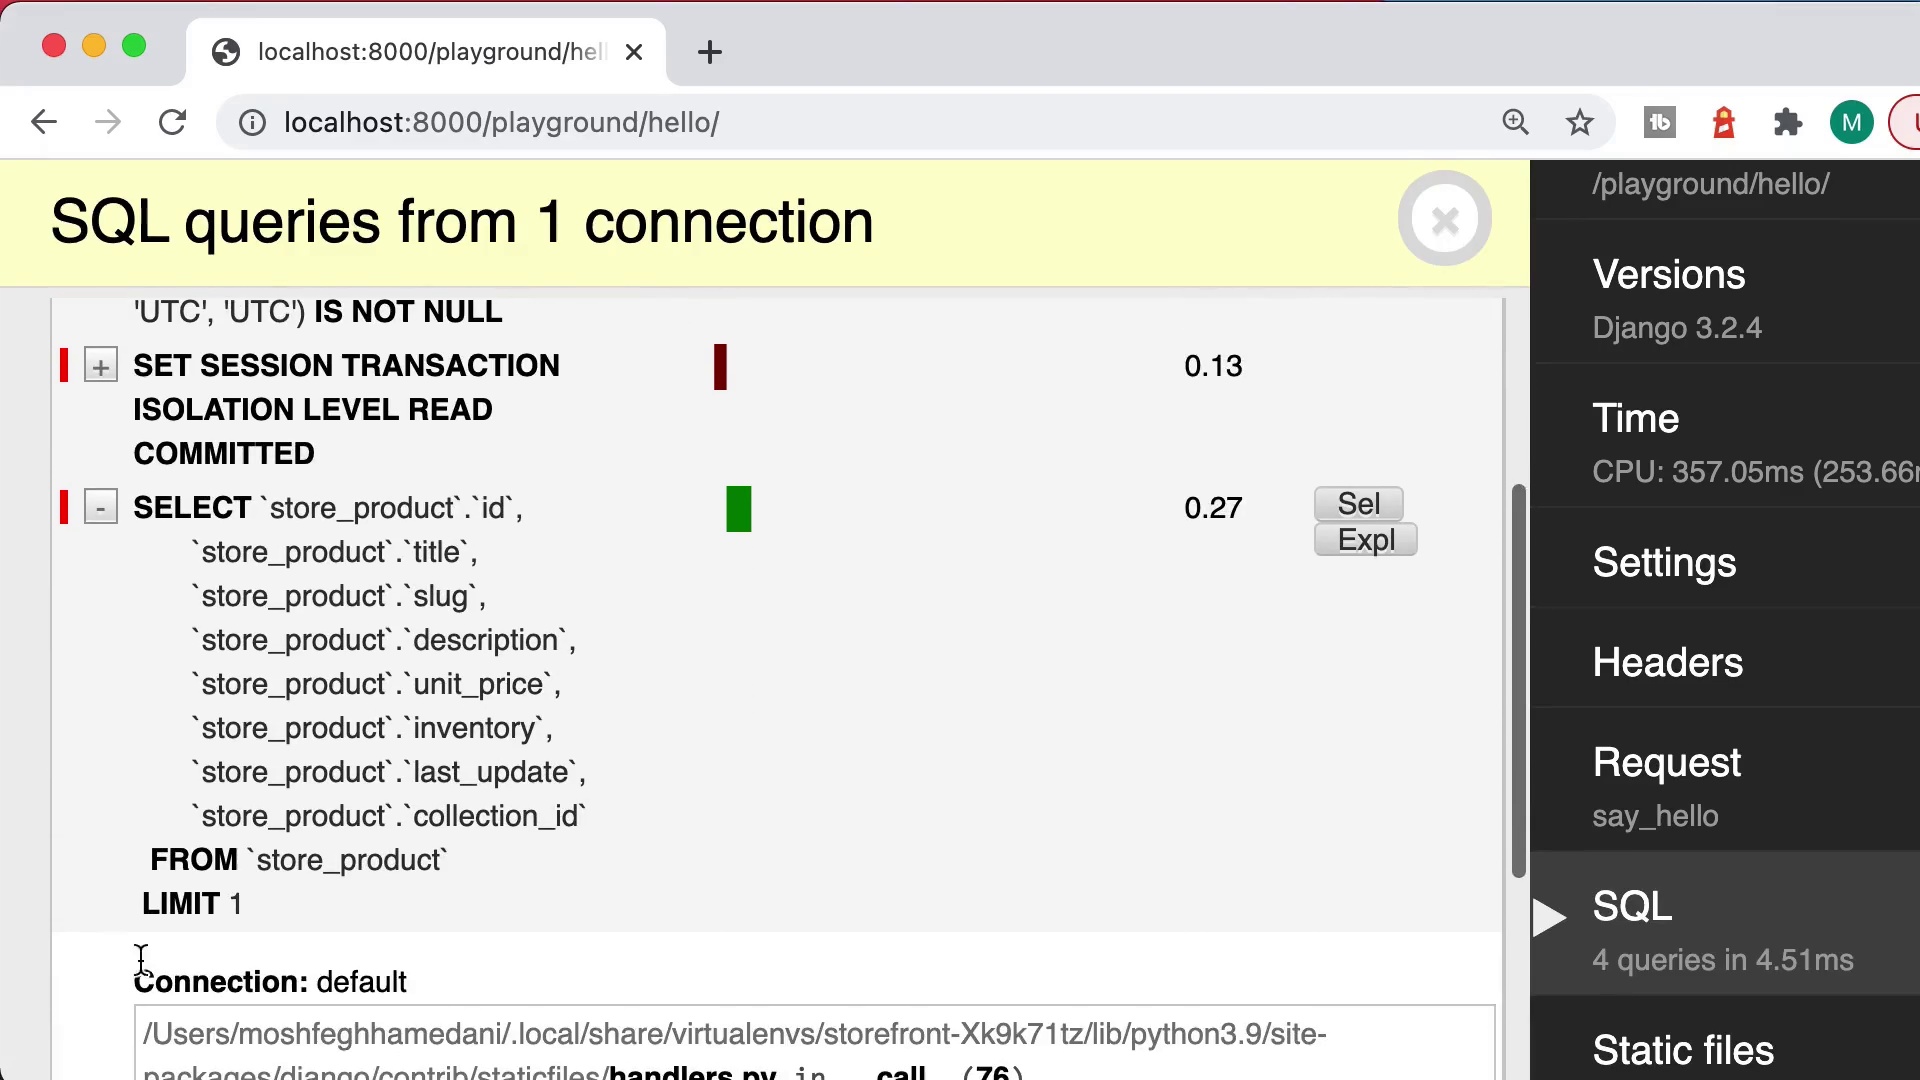 localhost:8000/playground/hel
localhost:8000/playground/hello/
M
SQL queries from 1 connection
'UTC', 'UTC') IS NOT NULL
+ SET SESSION TRANSACTION 0.13
ISOLATION LEVEL READ
COMMITTED
- SELECT `store_product`.`id`, 0.27 Sel
Expl
`store_product`.`title`,
`store_product`.`slug`,
`store_product`.`description`,
`store_product`.`unit_price`,
`store_product`.`inventory`,
`store_product`.`last_update`,
`store_product`.`collection_id`
FROM `store_product`
LIMIT 1
Connection: default
/Users/moshfeghhamedani/.local/share/virtualenvs/storefront-Xk9k71tz/lib/python3.9/site-
packages/django/contrib/staticfiles/handlers.py in __call__(76)
/playground/hello/
Versions
Django 3.2.4
Time
CPU: 357.05ms (253.66
Settings
Headers
Request
say_hello
SQL
4 queries in 4.51ms
Static files